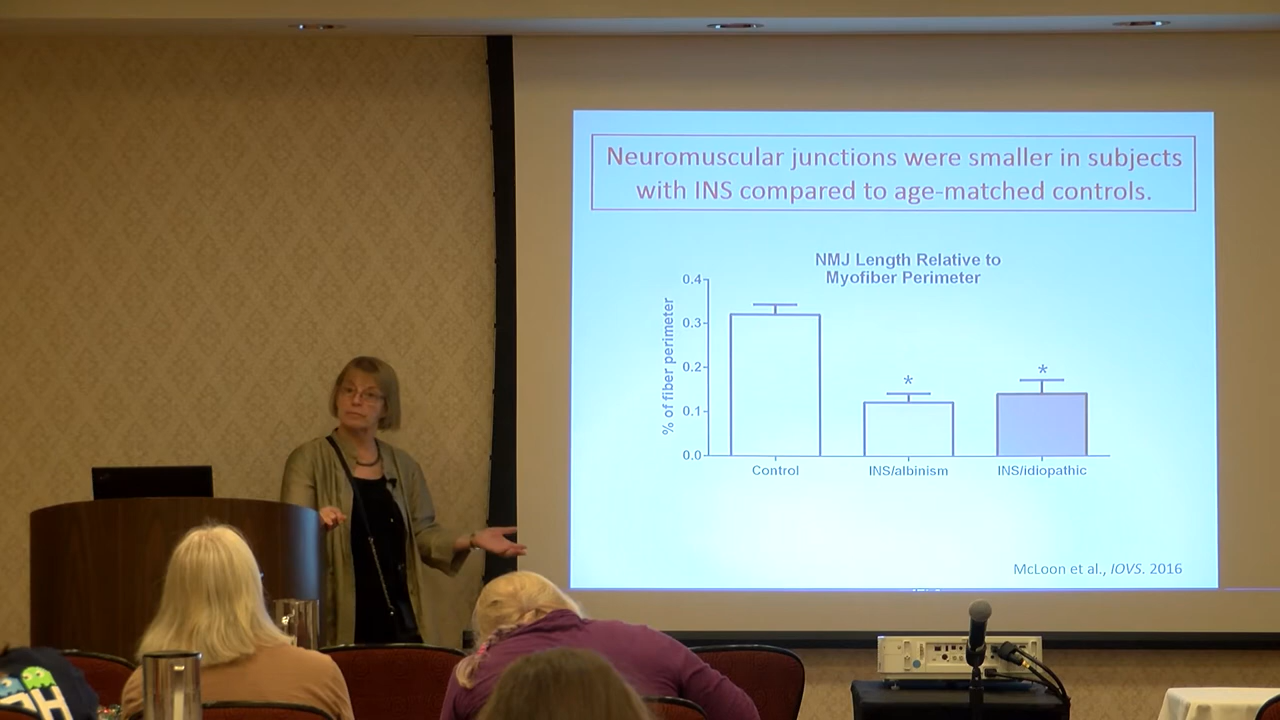 Neuromuscular junctions were smaller in subjects
with INS compared to age-matched controls.
NMJ Length Relative to
Myofiber Perimeter
% of fiber perimeter
0.4
0.3
0.2
0.1
0.0
*
*
Control
INS/albinism
INS/idiopathic
McLoon et al., IOVS. 2016